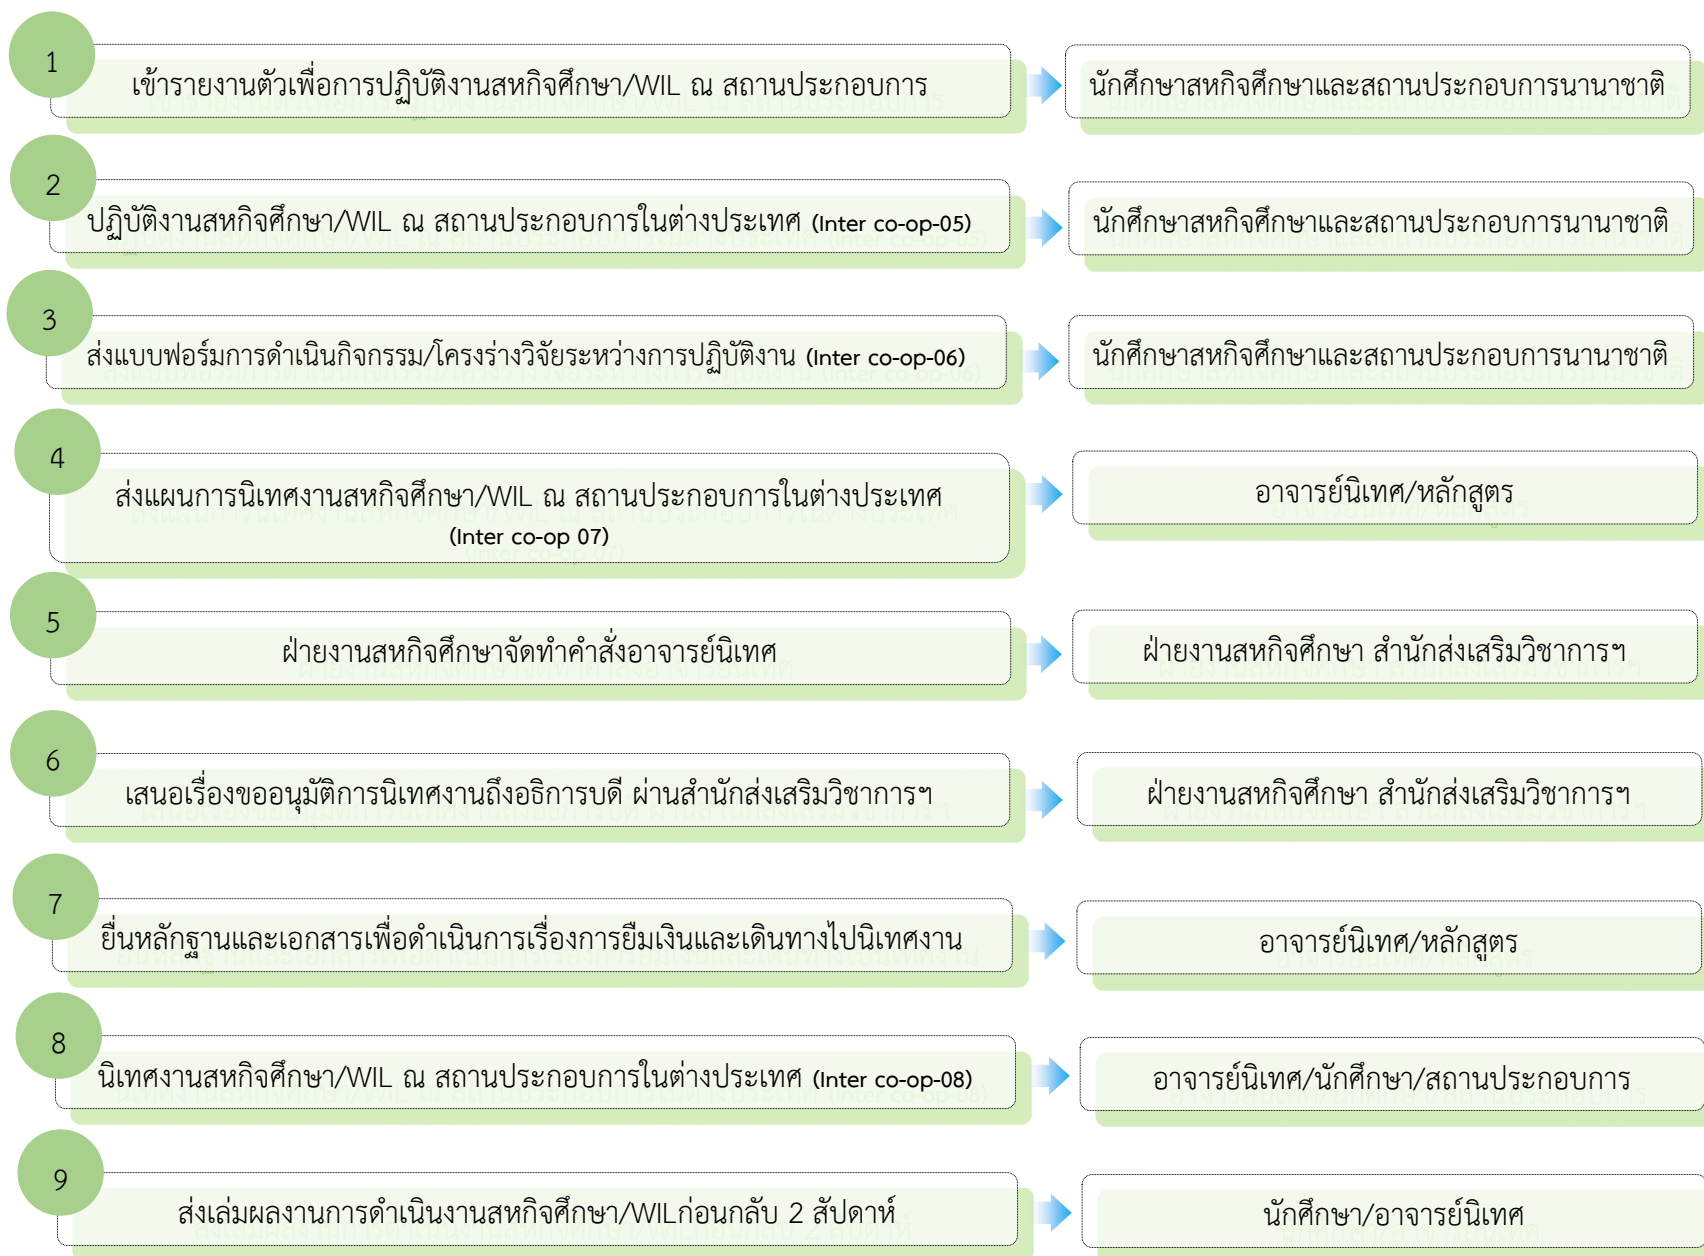 1
เข้ารายงานตัวเพื่อการปฏิบัติงานสหกิจศึกษา/WIL ณ สถานประกอบการ
นักศึกษาสหกิจศึกษาและสถานประกอบการนานาชาติ
2
ปฏิบัติงานสหกิจศึกษา/WIL ณ สถานประกอบการในต่างประเทศ (Inter co-op-05)
นักศึกษาสหกิจศึกษาและสถานประกอบการนานาชาติ
3
ส่งแบบฟอร์มการดำเนินกิจกรรม/โครงร่างวิจัยระหว่างการปฏิบัติงาน (Inter co-op-06)
นักศึกษาสหกิจศึกษาและสถานประกอบการนานาชาติ
4
ส่งแผนการนิเทศงานสหกิจศึกษา/WIL ณ สถานประกอบการในต่างประเทศ
(Inter co-op 07)
อาจารย์นิเทศ/หลักสูตร
5
ฝ่ายงานสหกิจศึกษาจัดทำคำสั่งอาจารย์นิเทศ
ฝ่ายงานสหกิจศึกษา สำนักส่งเสริมวิชาการฯ
6
เสนอเรื่องขออนุมัติการนิเทศงานถึงอธิการบดี ผ่านสำนักส่งเสริมวิชาการฯ
ฝ่ายงานสหกิจศึกษา สำนักส่งเสริมวิชาการฯ
7
ยื่นหลักฐานและเอกสารเพื่อดำเนินการเรื่องการยืมเงินและเดินทางไปนิเทศงาน
อาจารย์นิเทศ/หลักสูตร
8
นิเทศงานสหกิจศึกษา/WIL ณ สถานประกอบการในต่างประเทศ (Inter co-op-08)
อาจารย์นิเทศ/นักศึกษา/สถานประกอบการ
9
ส่งเล่มผลงานการดำเนินงานสหกิจศึกษา/WILก่อนกลับ 2 สัปดาห์
นักศึกษา/อาจารย์นิเทศ